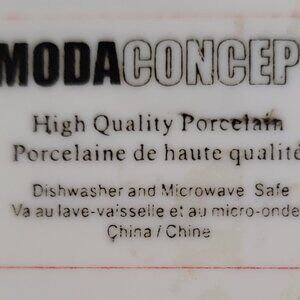 MODACONCEP
High Quality Porcelain
Porcelaine de haute qualité
Dishwasher and Microwave Safe
Va au lave-vaisselle et au micro-onde
China / Chine